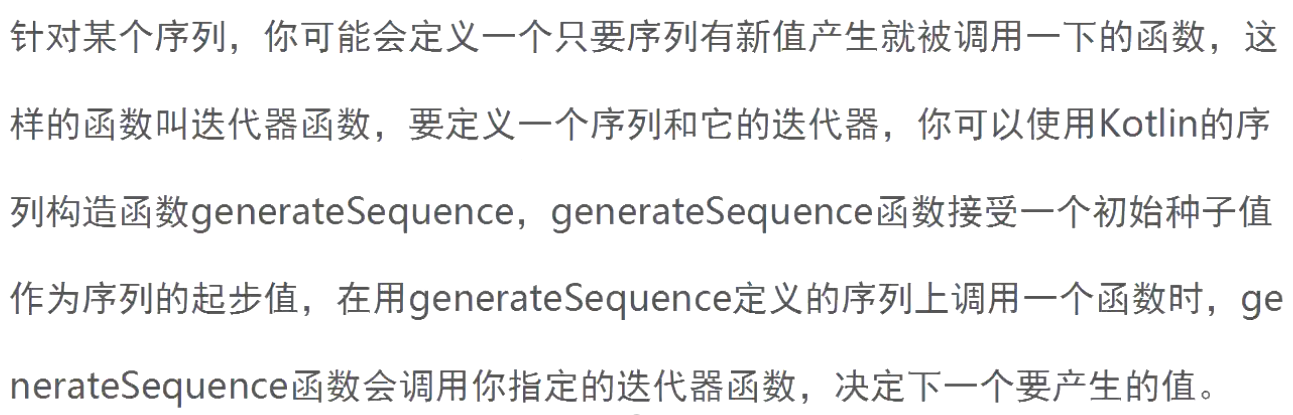 针对某个序列，你可能会定义一个只要序列有新值产生就被调用一下的函数，这
样的函数叫迭代器函数，要定义一个序列和它的迭代器，你可以使用Kotlin的序
列构造函数generateSequence，generateSequence函数接受一个初始种子值
作为序列的起步值，在用generateSequence定义的序列上调用一个函数时，ge
nerateSequence函数会调用你指定的迭代器函数，决定下一个要产生的值。